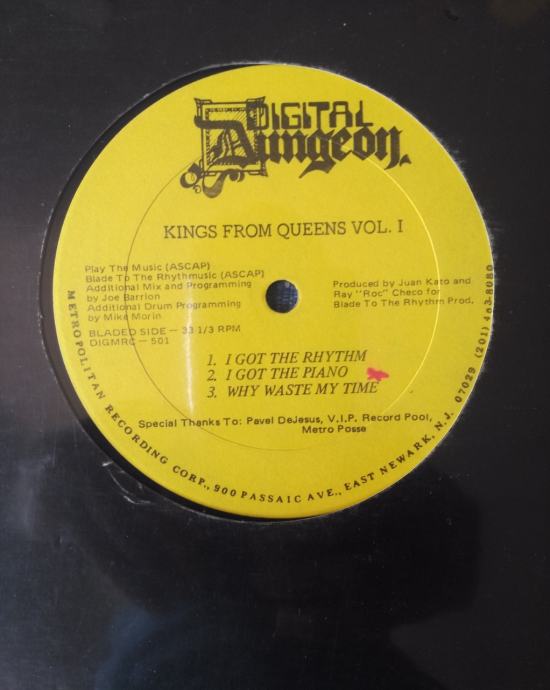 DIGITAL
Dungeon
KINGS FROM QUEENS VOL. I
Play The Music (ASCAP)
Blade To The Rhythmusic (ASCAP)
Additional Mix and Programming
by Joe Barrion
Additional Drum Programming
by Mike Morin
BLADED SIDE — 33 1/3 RPM
DIGMRC — 501
Produced by Juan Kato and
Ray "Roc" Checo for
Blade To The Rhythm Prod.
1. I GOT THE RHYTHM
2. I GOT THE PIANO
3. WHY WASTE MY TIME
Special Thanks To: Pavel DeJesus, V.I.P. Record Pool,
Metro Posse
METROPOLITAN RECORDING CORP., 900 PASSAIC AVE., EAST NEWARK, N.J. 07029 (201) 483-8080